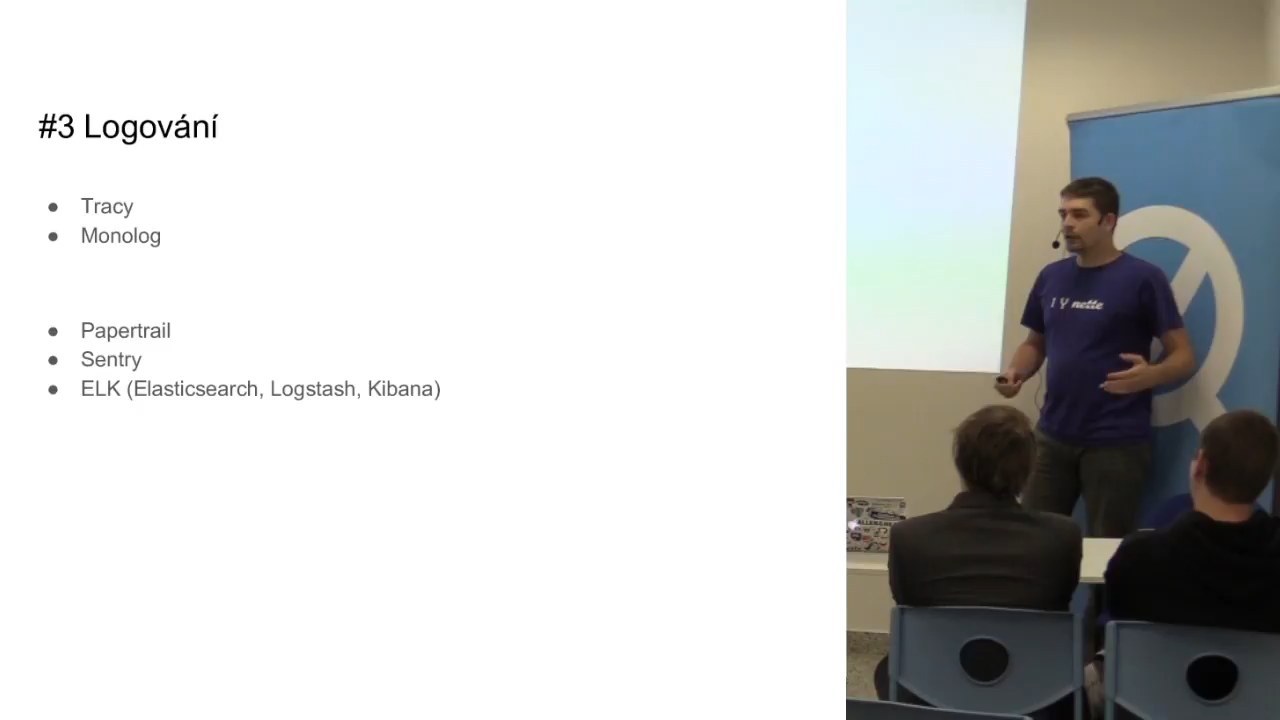 #3 Logování
● Tracy
● Monolog
● Papertrail
● Sentry
● ELK (Elasticsearch, Logstash, Kibana)
I Y nette